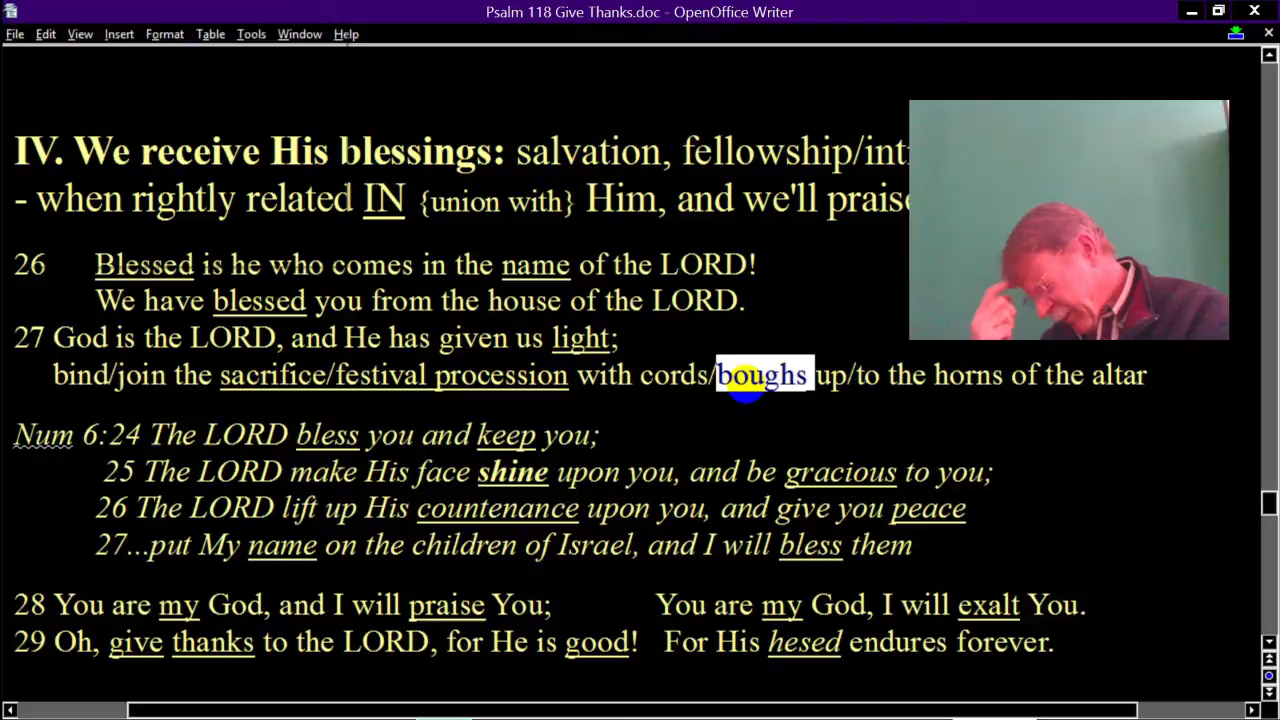 Psalm 118 Give Thanks.doc - OpenOffice Writer
File Edit View Insert Format Table Tools Window Help
IV. We receive His blessings: salvation, fellowship/
- when rightly related IN {union with} Him, and we'll praise
26 Blessed is he who comes in the name of the LORD!
We have blessed you from the house of the LORD.
27 God is the LORD, and He has given us light;
bind/join the sacrifice/festival procession with cords/boughs up/to the horns of the altar
Num 6:24 The LORD bless you and keep you;
25 The LORD make His face shine upon you, and be gracious to you;
26 The LORD lift up His countenance upon you, and give you peace
27...put My name on the children of Israel, and I will bless them
28 You are my God, and I will praise You; You are my God, I will exalt You.
29 Oh, give thanks to the LORD, for He is good! For His hesed endures forever.